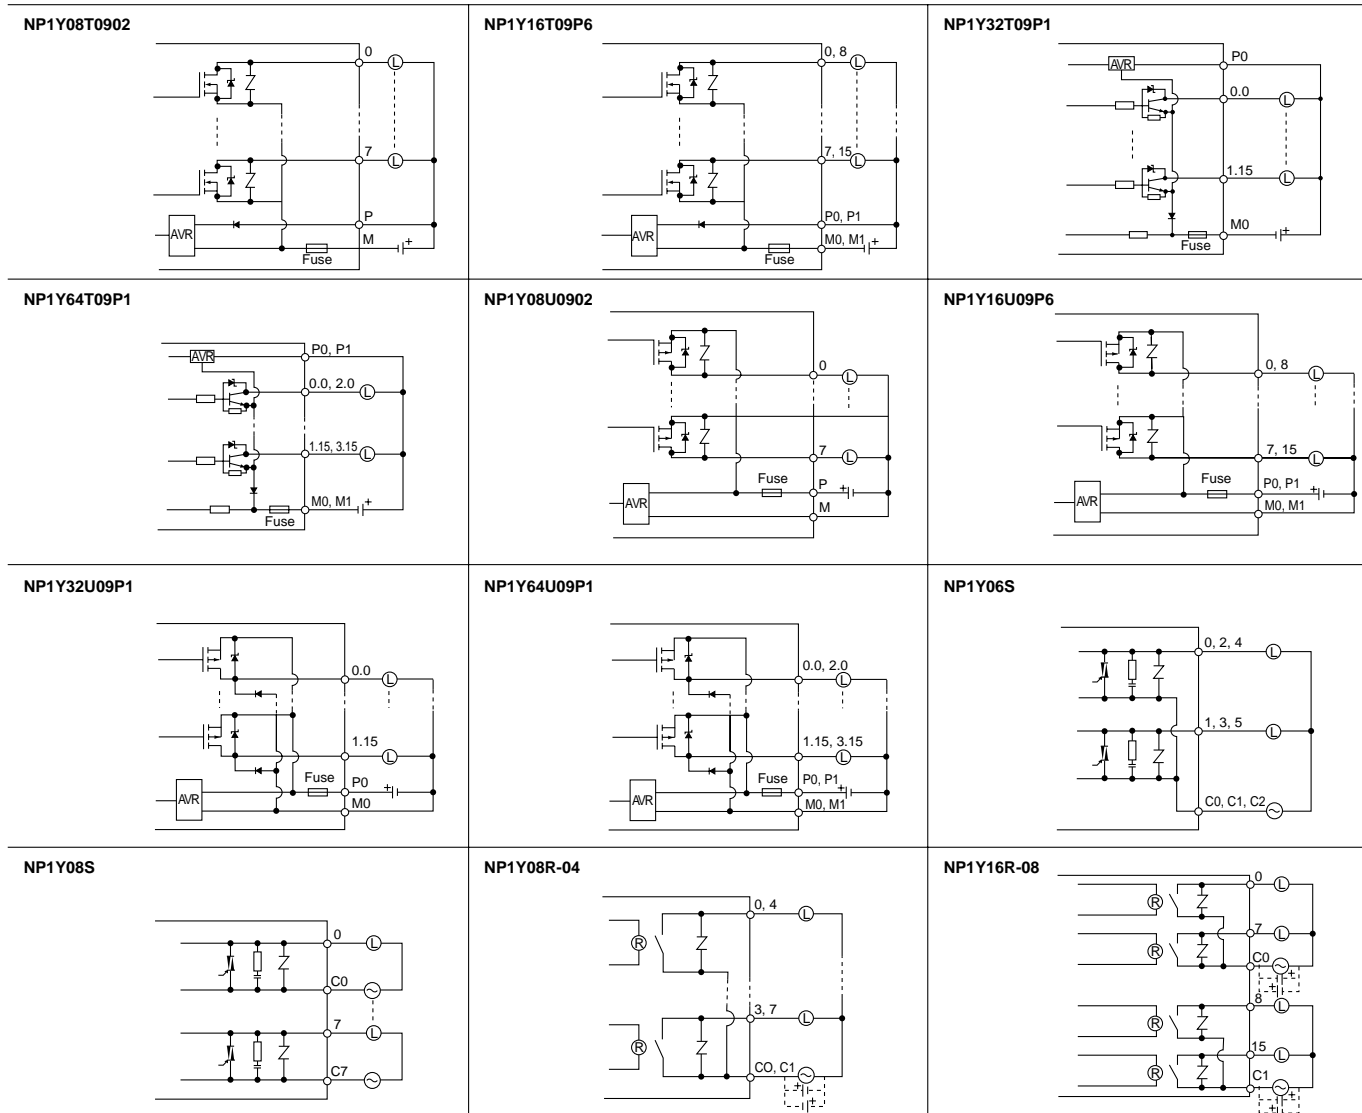 NP1Y08T0902
0
L
7
L
P
AVR
M
+
Fuse
NP1Y16T09P6
0, 8
L
7, 15
L
P0, P1
AVR
M0, M1
+
Fuse
NP1Y32T09P1
AVR
P0
0.0
L
1.15
L
M0
+
Fuse
NP1Y64T09P1
AVR
P0, P1
0.0, 2.0
L
1.15, 3.15
L
M0, M1
+
Fuse
NP1Y08U0902
0
L
7
L
Fuse
P
+
AVR
M
NP1Y16U09P6
0, 8
L
7, 15
L
Fuse
P0, P1
+
AVR
M0, M1
NP1Y32U09P1
0.0
L
1.15
L
Fuse
P0
+
AVR
M0
NP1Y64U09P1
0.0, 2.0
L
1.15, 3.15
L
Fuse
P0, P1
+
AVR
M0, M1
NP1Y06S
0, 2, 4
L
1, 3, 5
L
C0, C1, C2
NP1Y08S
0
L
C0
7
L
C7
NP1Y08R-04
0, 4
L
R
3, 7
L
R
CO, C1
+
+
NP1Y16R-08
0
L
R
7
L
R
C0
+
+
8
L
R
15
L
R
C1
+
+